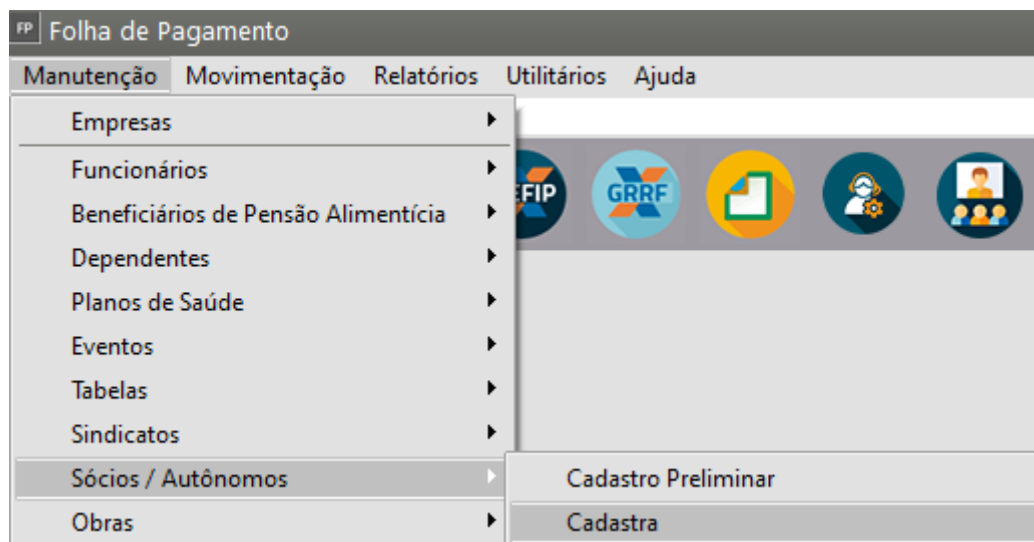 FP Folha de Pagamento
Manutenção Movimentação Relatórios Utilitários Ajuda
Empresas
Funcionários
EFIP GRRF
Beneficiários de Pensão Alimentícia
Dependentes
Planos de Saúde
Eventos
Tabelas
Sindicatos
Sócios / Autônomos
Cadastro Preliminar
Obras
Cadastra